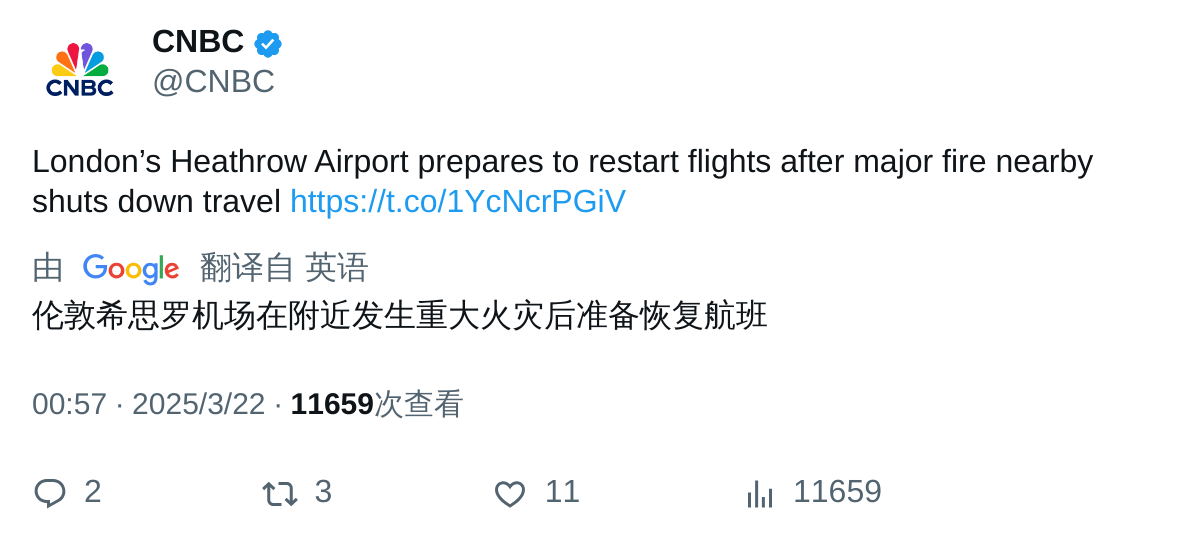 CNBC
CNBC
@CNBC
London’s Heathrow Airport prepares to restart flights after major fire nearby
shuts down travel https://t.co/1YcNcrPGiV
由 Google 翻译自 英语
伦敦希思罗机场在附近发生重大火灾后准备恢复航班
00:57 · 2025/3/22 · 11659次查看
2 3 11 11659